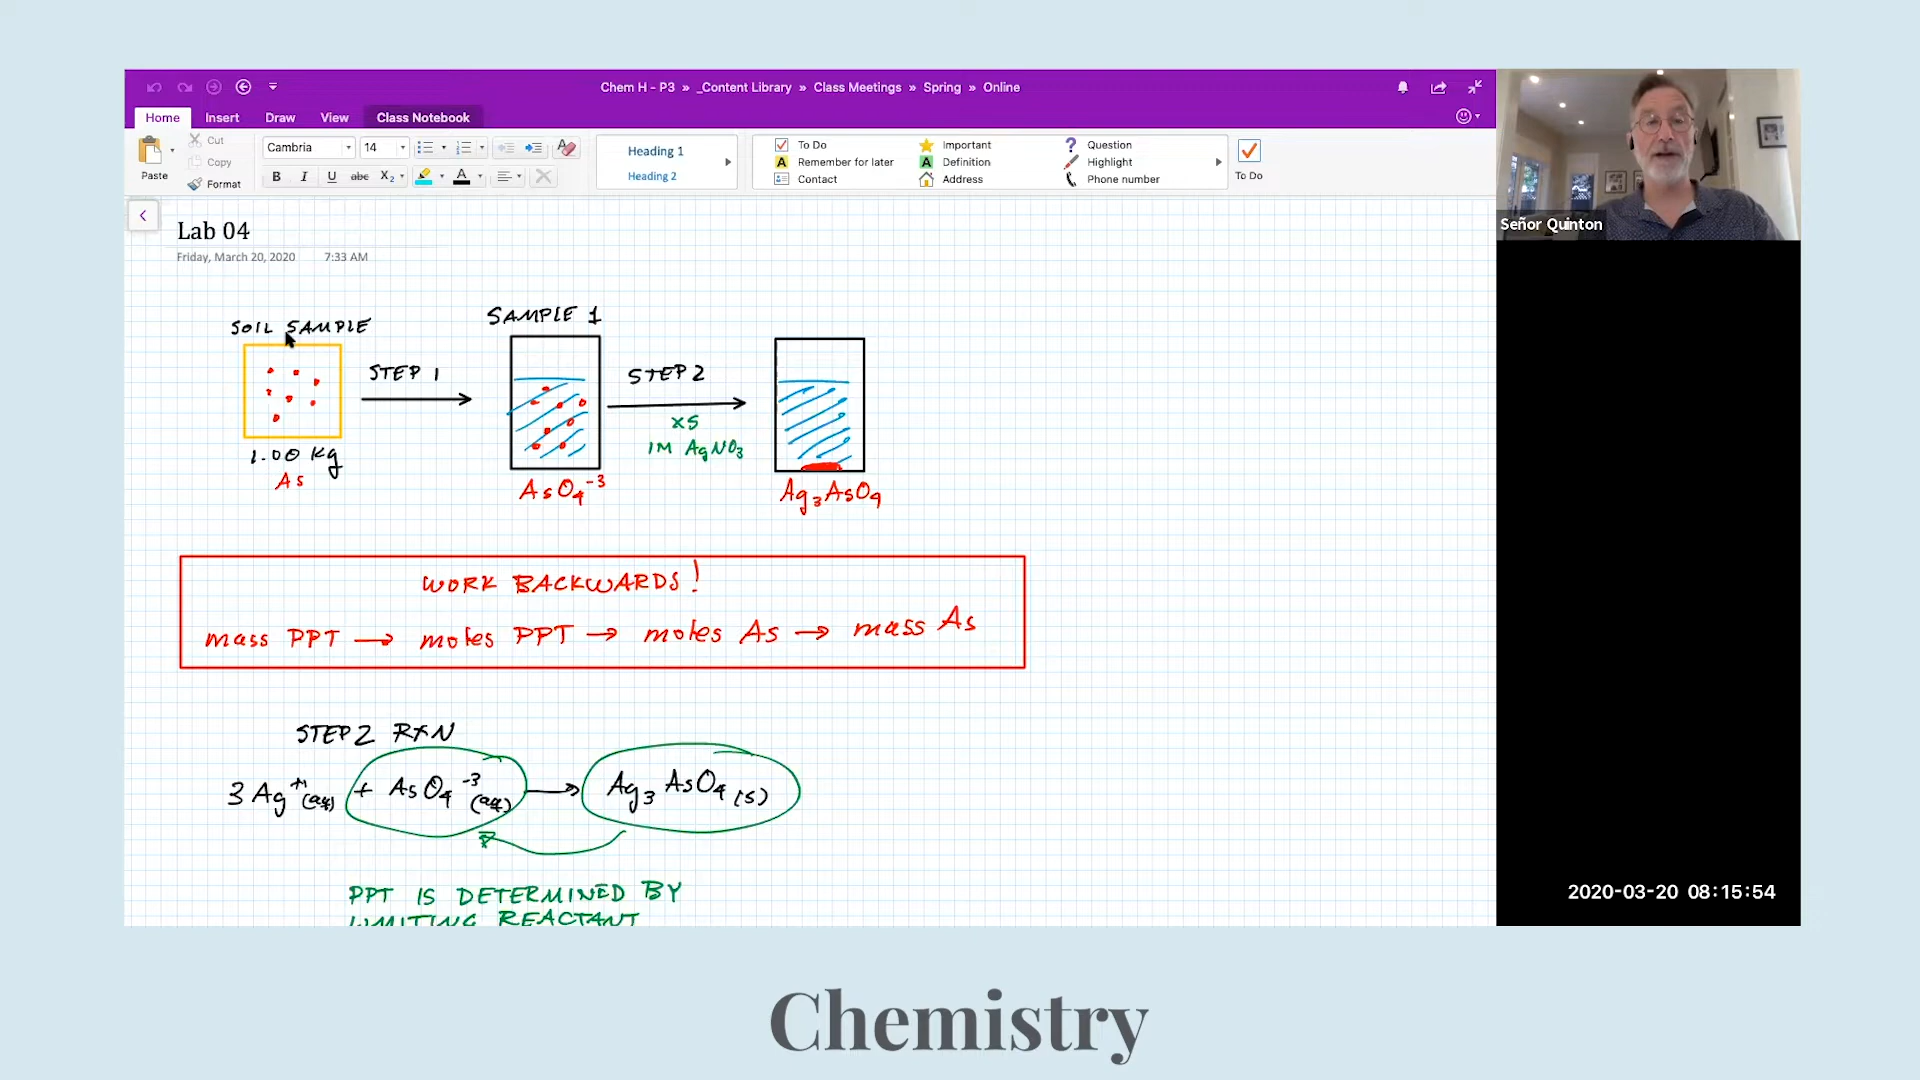 Chem H - P3 » _Content Library » Class Meetings » Spring » Online
Home Insert Draw View Class Notebook
Paste
Cut
Copy
Format
Cambria 14
B I U abc X₂ A
Heading 1
Heading 2
To Do
Remember for later
Contact
Important
Definition
Address
Question
Highlight
Phone number
To Do
Señor Quinton
Lab 04
Friday, March 20, 2020 7:33 AM
SOIL SAMPLE
1.00 Kg
As
STEP 1
SAMPLE 1
AsO₄⁻³
STEP 2
XS
1M AgNO₃
Ag₃AsO₄
WORK BACKWARDS!
mass PPT → moles PPT → moles As → mass As
STEP 2 RXN
3 Ag⁺¹(aq) + AsO₄⁻³(aq) → Ag₃AsO₄(s)
PPT IS DETERMINED BY
LIMITING REACTANT
2020-03-20 08:15:54
Chemistry